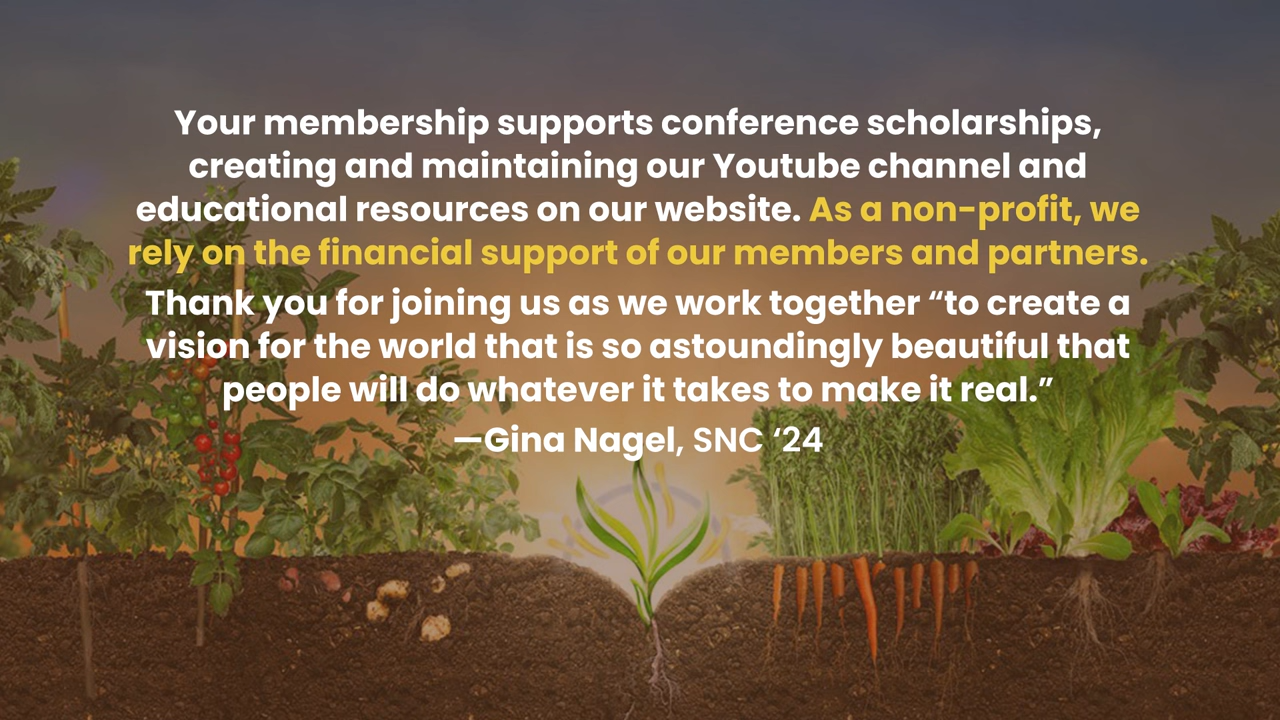 Your membership supports conference scholarships,
creating and maintaining our Youtube channel and
educational resources on our website. As a non-profit, we
rely on the financial support of our members and partners.
Thank you for joining us as we work together “to create a
vision for the world that is so astoundingly beautiful that
people will do whatever it takes to make it real.”
—Gina Nagel, SNC ‘24